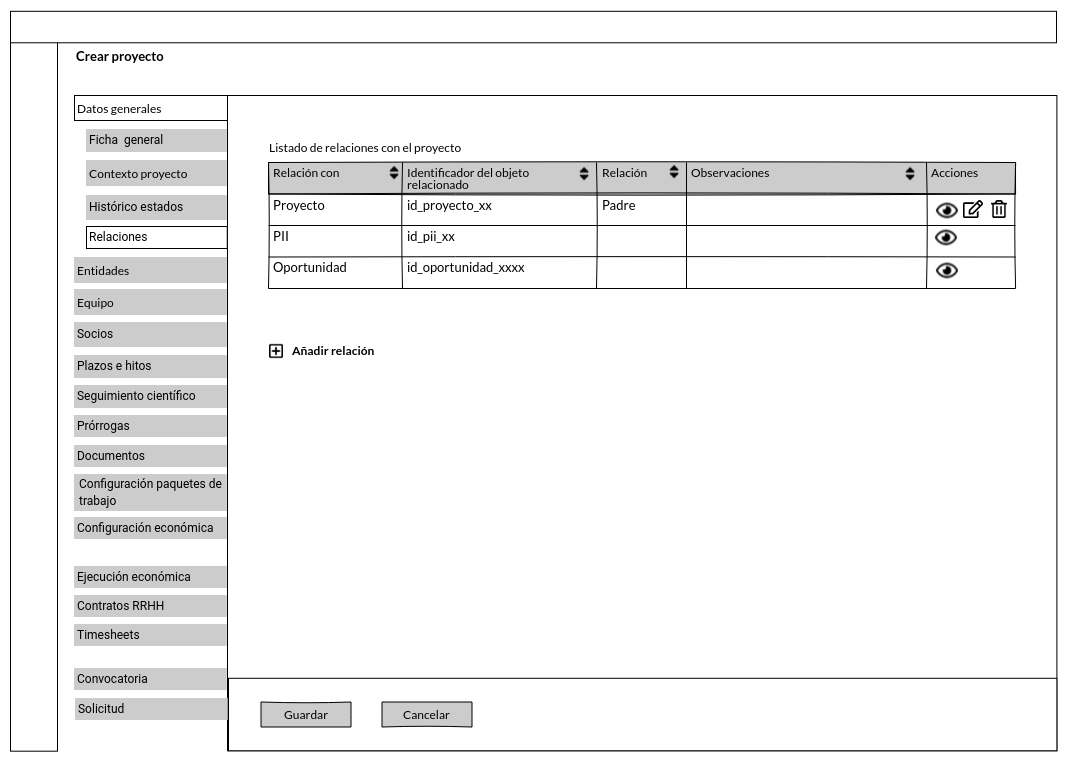 Crear proyecto
Datos generales
Ficha general
Contexto proyecto
Histórico estados
Relaciones
Entidades
Equipo
Socios
Plazos e hitos
Seguimiento científico
Prórrogas
Documentos
Configuración paquetes de
trabajo
Configuración económica
Ejecución económica
Contratos RRHH
Timesheets
Convocatoria
Solicitud
Listado de relaciones con el proyecto
Relación con Identificador del objeto relacionado Relación Observaciones Acciones
Proyecto id_proyecto_xx Padre
PII id_pii_xx
Oportunidad id_oportunidad_xxxx
Añadir relación
Guardar Cancelar